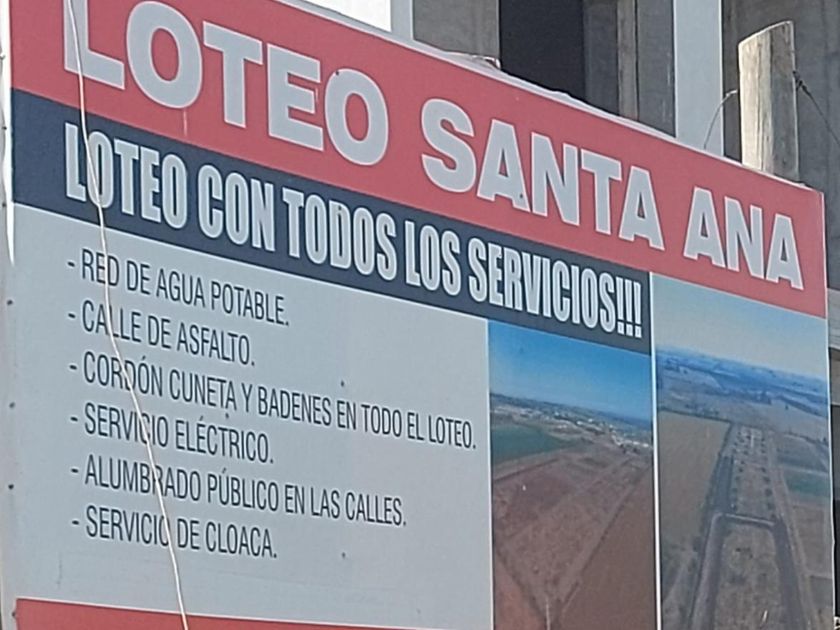 LOTEO SANTA ANA
LOTEO CON TODOS LOS SERVICIOS!!!
- RED DE AGUA POTABLE.
- CALLE DE ASFALTO.
- CORDÓN CUNETA Y BADENES EN TODO EL LOTEO.
- SERVICIO ELÉCTRICO.
- ALUMBRADO PÚBLICO EN LAS CALLES.
- SERVICIO DE CLOACA.